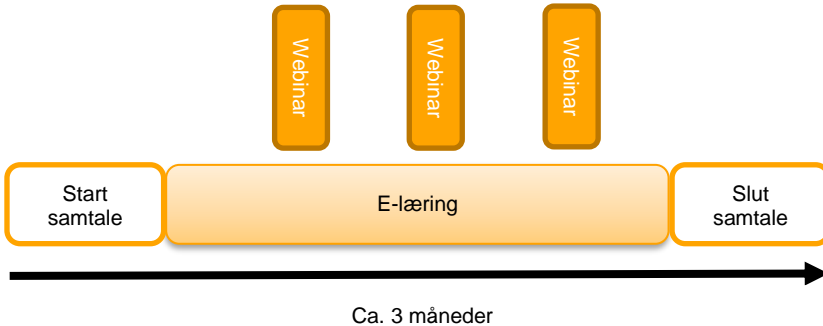 Webinar
Webinar
Webinar
Start
samtale
E-læring
Slut
samtale
Ca. 3 måneder